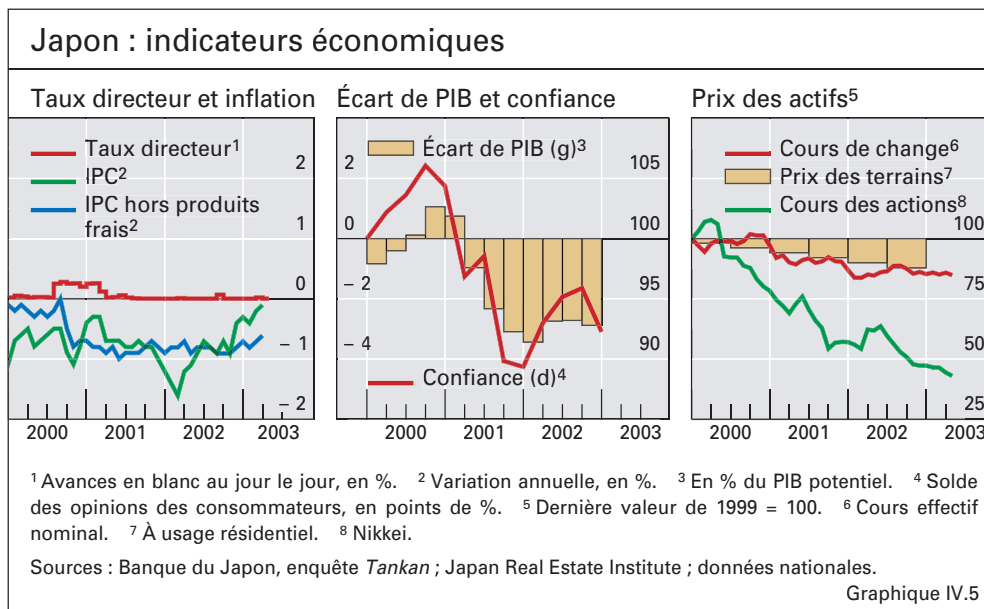 Japon : indicateurs économiques
Taux directeur et inflation
Taux directeur¹
IPC²
IPC hors produits
frais²
2
1
0
– 1
– 2
2000 2001 2002 2003
Écart de PIB et confiance
2
0
– 2
– 4
Écart de PIB (g)³
105
100
95
90
Confiance (d)⁴
2000 2001 2002 2003
Prix des actifs⁵
Cours de change⁶
Prix des terrains⁷
Cours des actions⁸
100
75
50
25
2000 2001 2002 2003
¹ Avances en blanc au jour le jour, en %. ² Variation annuelle, en %. ³ En % du PIB potentiel. ⁴ Solde
des opinions des consommateurs, en points de %. ⁵ Dernière valeur de 1999 = 100. ⁶ Cours effectif
nominal. ⁷ À usage résidentiel. ⁸ Nikkei.
Sources : Banque du Japon, enquête Tankan ; Japan Real Estate Institute ; données nationales.
Graphique IV.5